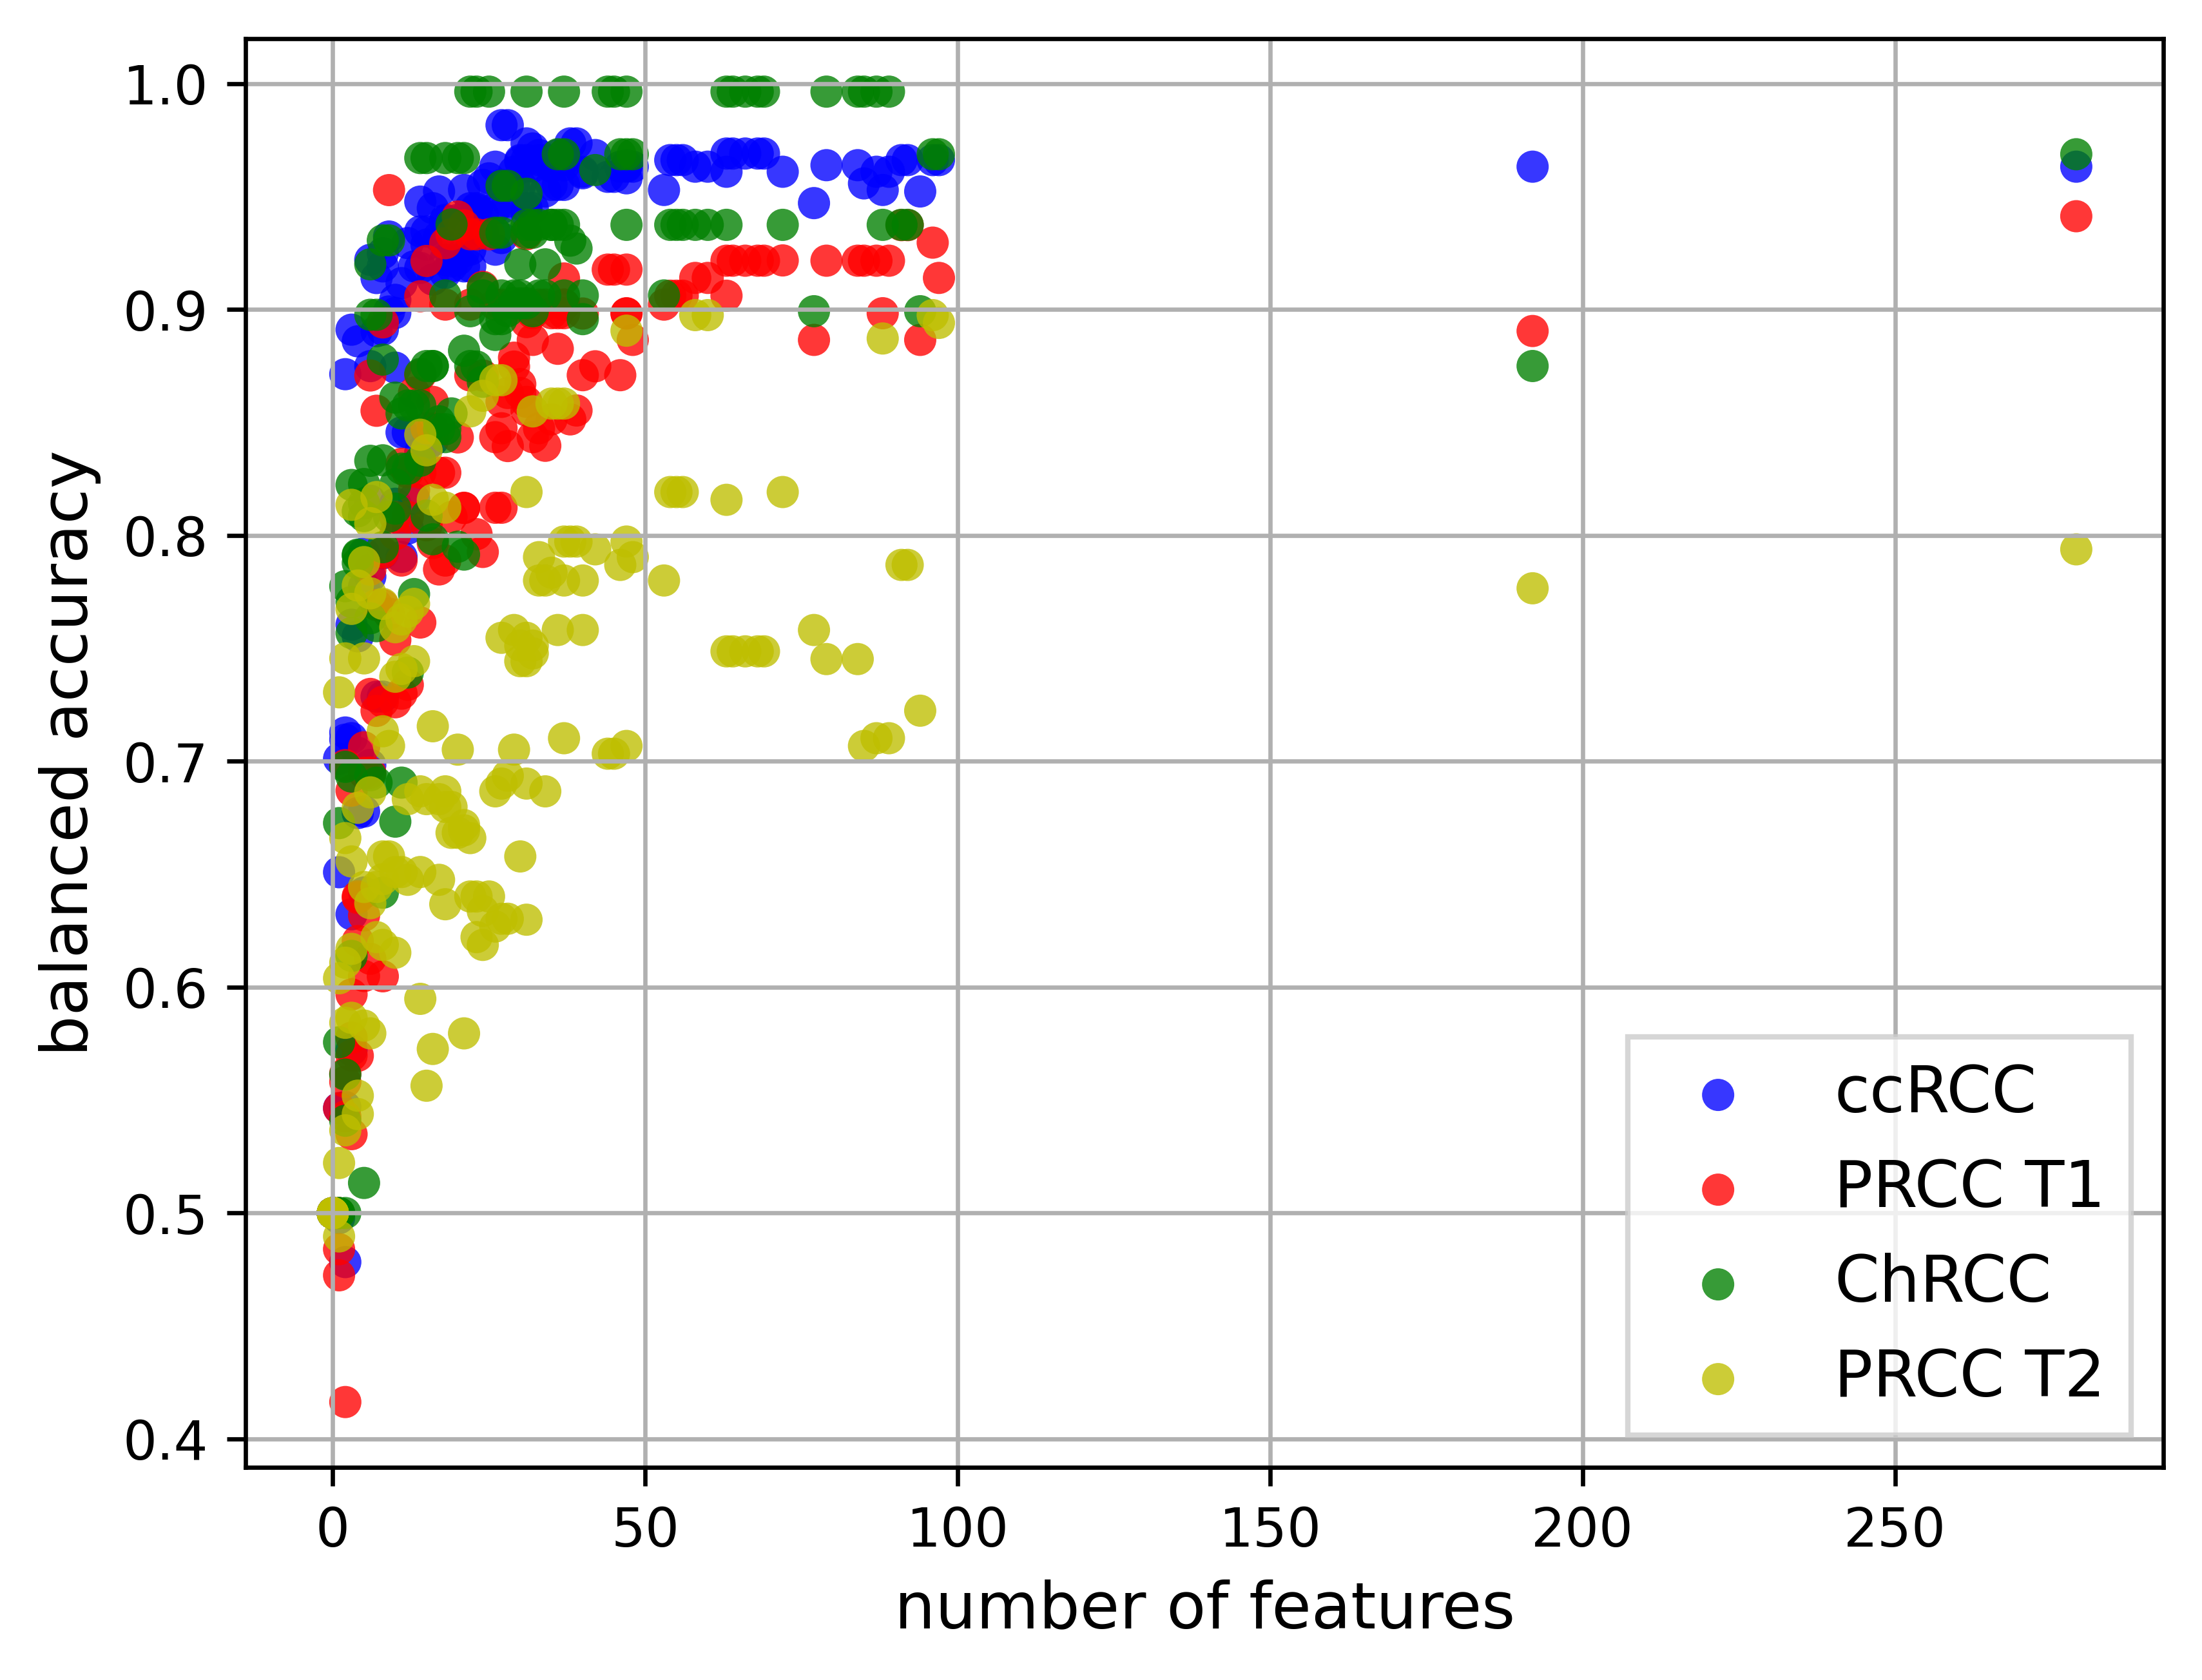 1.0
0.9
0.8
0.7
0.6
0.5
0.4
balanced accuracy
0 50 100 150 200 250
number of features
ccRCC
PRCC T1
ChRCC
PRCC T2